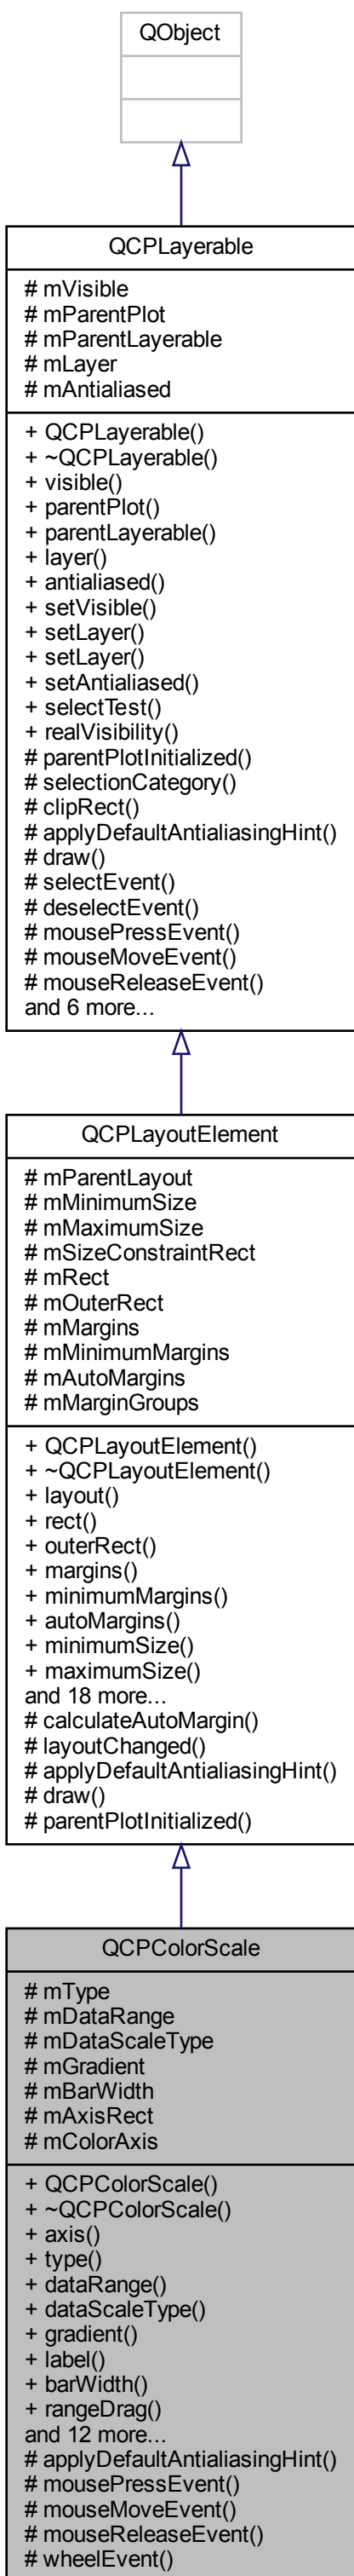 QObject
QCPLayerable
# mVisible
# mParentPlot
# mParentLayerable
# mLayer
# mAntialiased
+ QCPLayerable()
+ ~QCPLayerable()
+ visible()
+ parentPlot()
+ parentLayerable()
+ layer()
+ antialiased()
+ setVisible()
+ setLayer()
+ setLayer()
+ setAntialiased()
+ selectTest()
+ realVisibility()
# parentPlotInitialized()
# selectionCategory()
# clipRect()
# applyDefaultAntialiasingHint()
# draw()
# selectEvent()
# deselectEvent()
# mousePressEvent()
# mouseMoveEvent()
# mouseReleaseEvent()
and 6 more...
QCPLayoutElement
# mParentLayout
# mMinimumSize
# mMaximumSize
# mSizeConstraintRect
# mRect
# mOuterRect
# mMargins
# mMinimumMargins
# mAutoMargins
# mMarginGroups
+ QCPLayoutElement()
+ ~QCPLayoutElement()
+ layout()
+ rect()
+ outerRect()
+ margins()
+ minimumMargins()
+ autoMargins()
+ minimumSize()
+ maximumSize()
and 18 more...
# calculateAutoMargin()
# layoutChanged()
# applyDefaultAntialiasingHint()
# draw()
# parentPlotInitialized()
QCPColorScale
# mType
# mDataRange
# mDataScaleType
# mGradient
# mBarWidth
# mAxisRect
# mColorAxis
+ QCPColorScale()
+ ~QCPColorScale()
+ axis()
+ type()
+ dataRange()
+ dataScaleType()
+ gradient()
+ label()
+ barWidth()
+ rangeDrag()
and 12 more...
# applyDefaultAntialiasingHint()
# mousePressEvent()
# mouseMoveEvent()
# mouseReleaseEvent()
# wheelEvent()